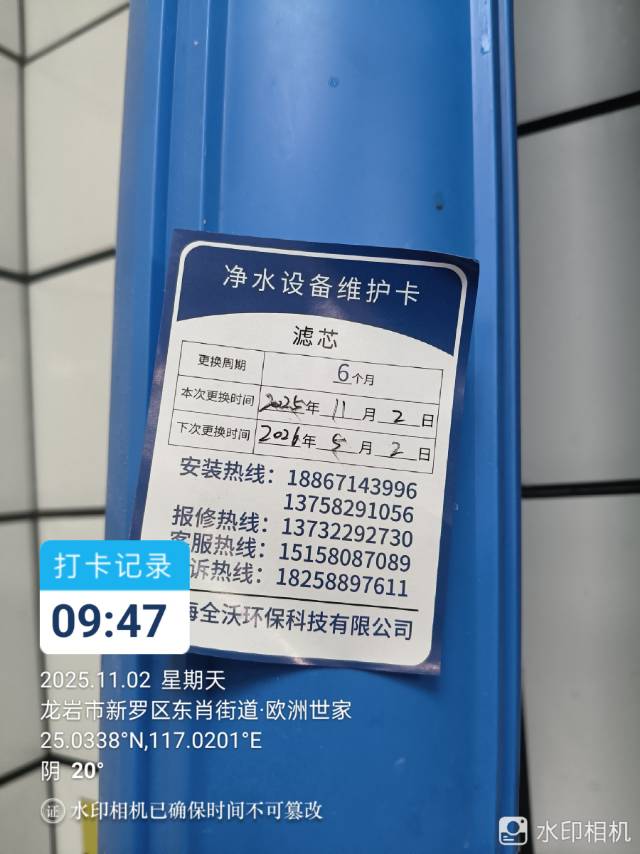 净水设备维护卡
滤芯
更换周期 6个月
本次更换时间 2025年 11月 2日
下次更换时间 2026年 5月 2日
安装热线：18867143996
13758291056
报修热线：13732292730
客服热线：15158087089
诉热线：18258897611
海全沃环保科技有限公司
打卡记录
09:47
2025.11.02 星期天
龙岩市新罗区东肖街道·欧洲世家
25.0338°N,117.0201°E
阴 20°
证 水印相机已确保时间不可篡改
水印相机